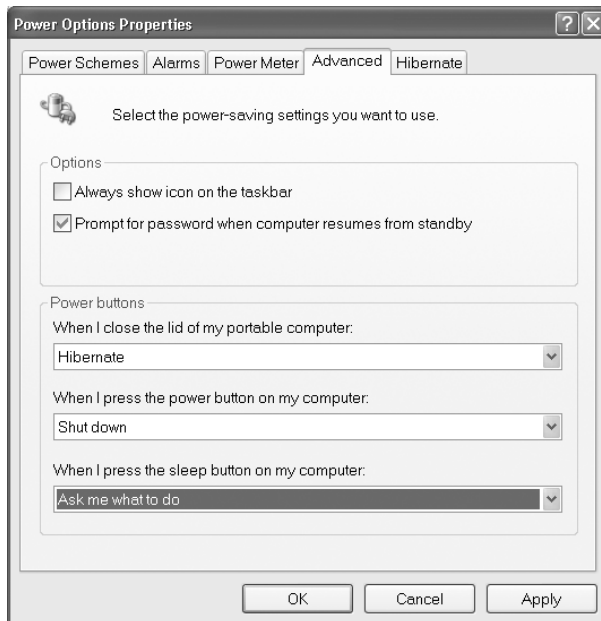 Power Options Properties
Power Schemes Alarms Power Meter Advanced Hibernate
Select the power-saving settings you want to use.
Options
Always show icon on the taskbar
Prompt for password when computer resumes from standby
Power buttons
When I close the lid of my portable computer:
Hibernate
When I press the power button on my computer:
Shut down
When I press the sleep button on my computer:
Ask me what to do
OK Cancel Apply